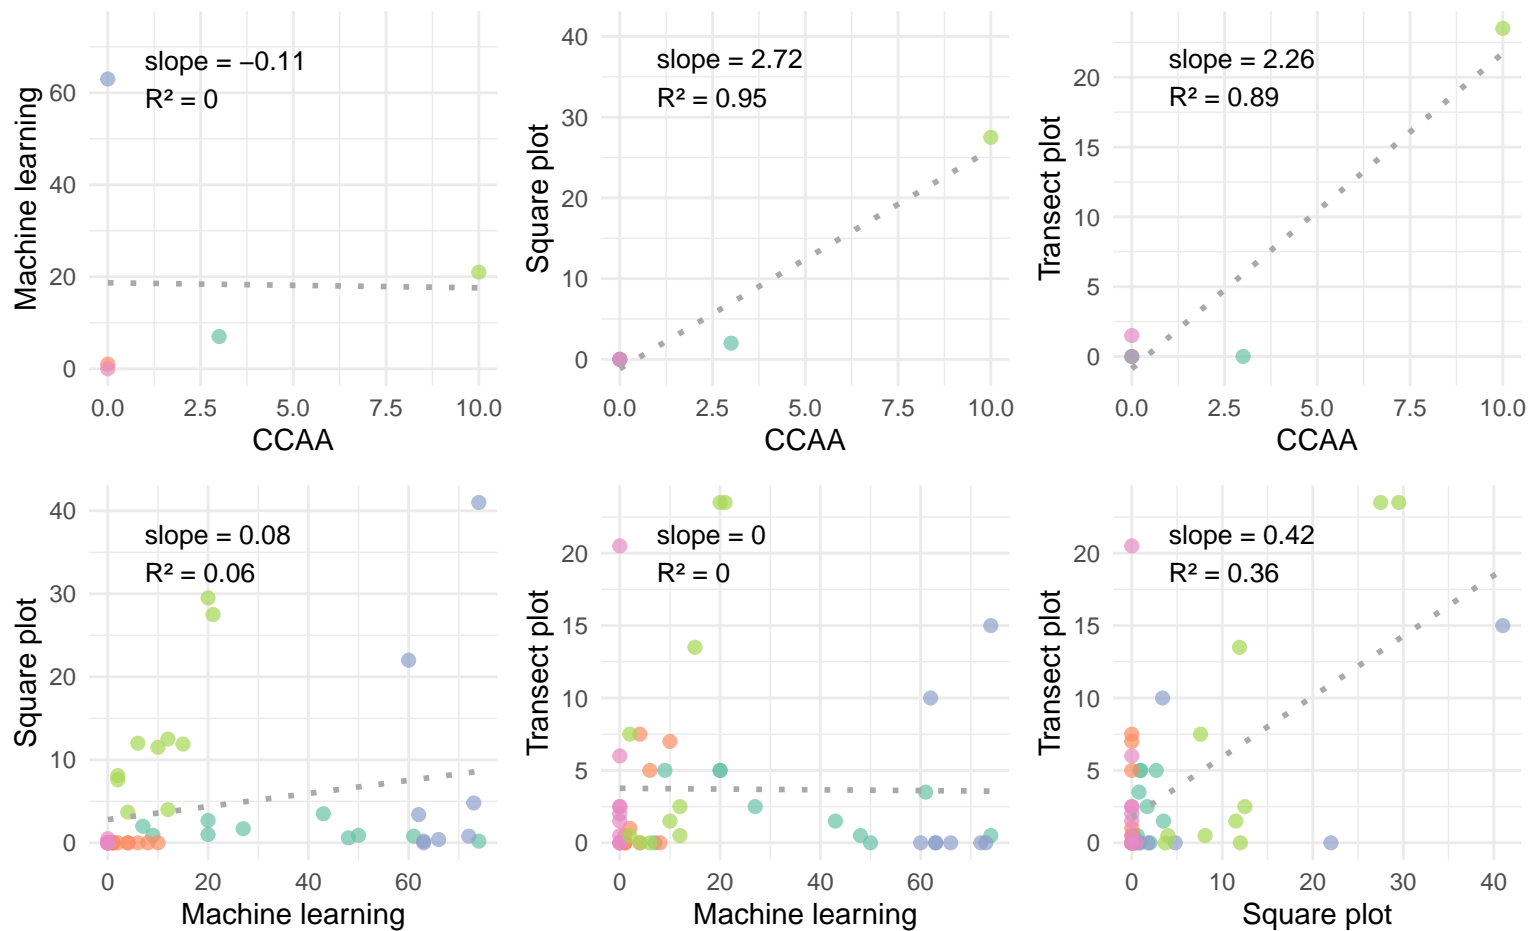 slope = −0.11
R² = 0
Machine learning
60
40
20
0
0.0 2.5 5.0 7.5 10.0
CCAA
slope = 2.72
R² = 0.95
Square plot
40
30
20
10
0
0.0 2.5 5.0 7.5 10.0
CCAA
slope = 2.26
R² = 0.89
Transect plot
20
15
10
5
0
0.0 2.5 5.0 7.5 10.0
CCAA
slope = 0.08
R² = 0.06
Square plot
40
30
20
10
0
0 20 40 60
Machine learning
slope = 0
R² = 0
Transect plot
20
15
10
5
0
0 20 40 60
Machine learning
slope = 0.42
R² = 0.36
Transect plot
20
15
10
5
0
0 10 20 30 40
Square plot